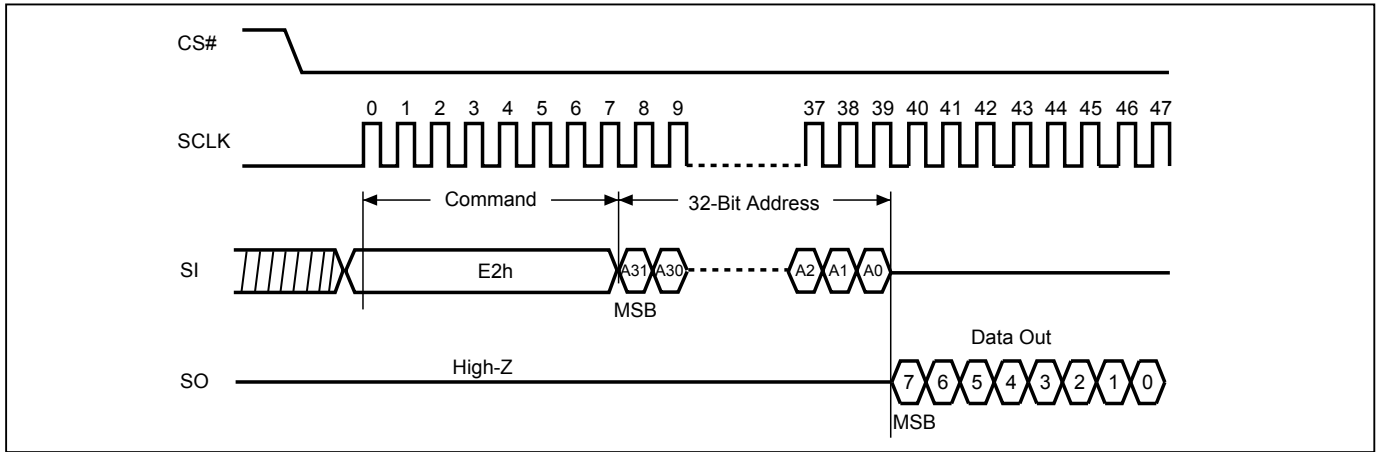 CS#
0 1 2 3 4 5 6 7 8 9 37 38 39 40 41 42 43 44 45 46 47
SCLK
Command 32-Bit Address
SI E2h A31 A30 A2 A1 A0
MSB
Data Out
High-Z
SO 7 6 5 4 3 2 1 0
MSB